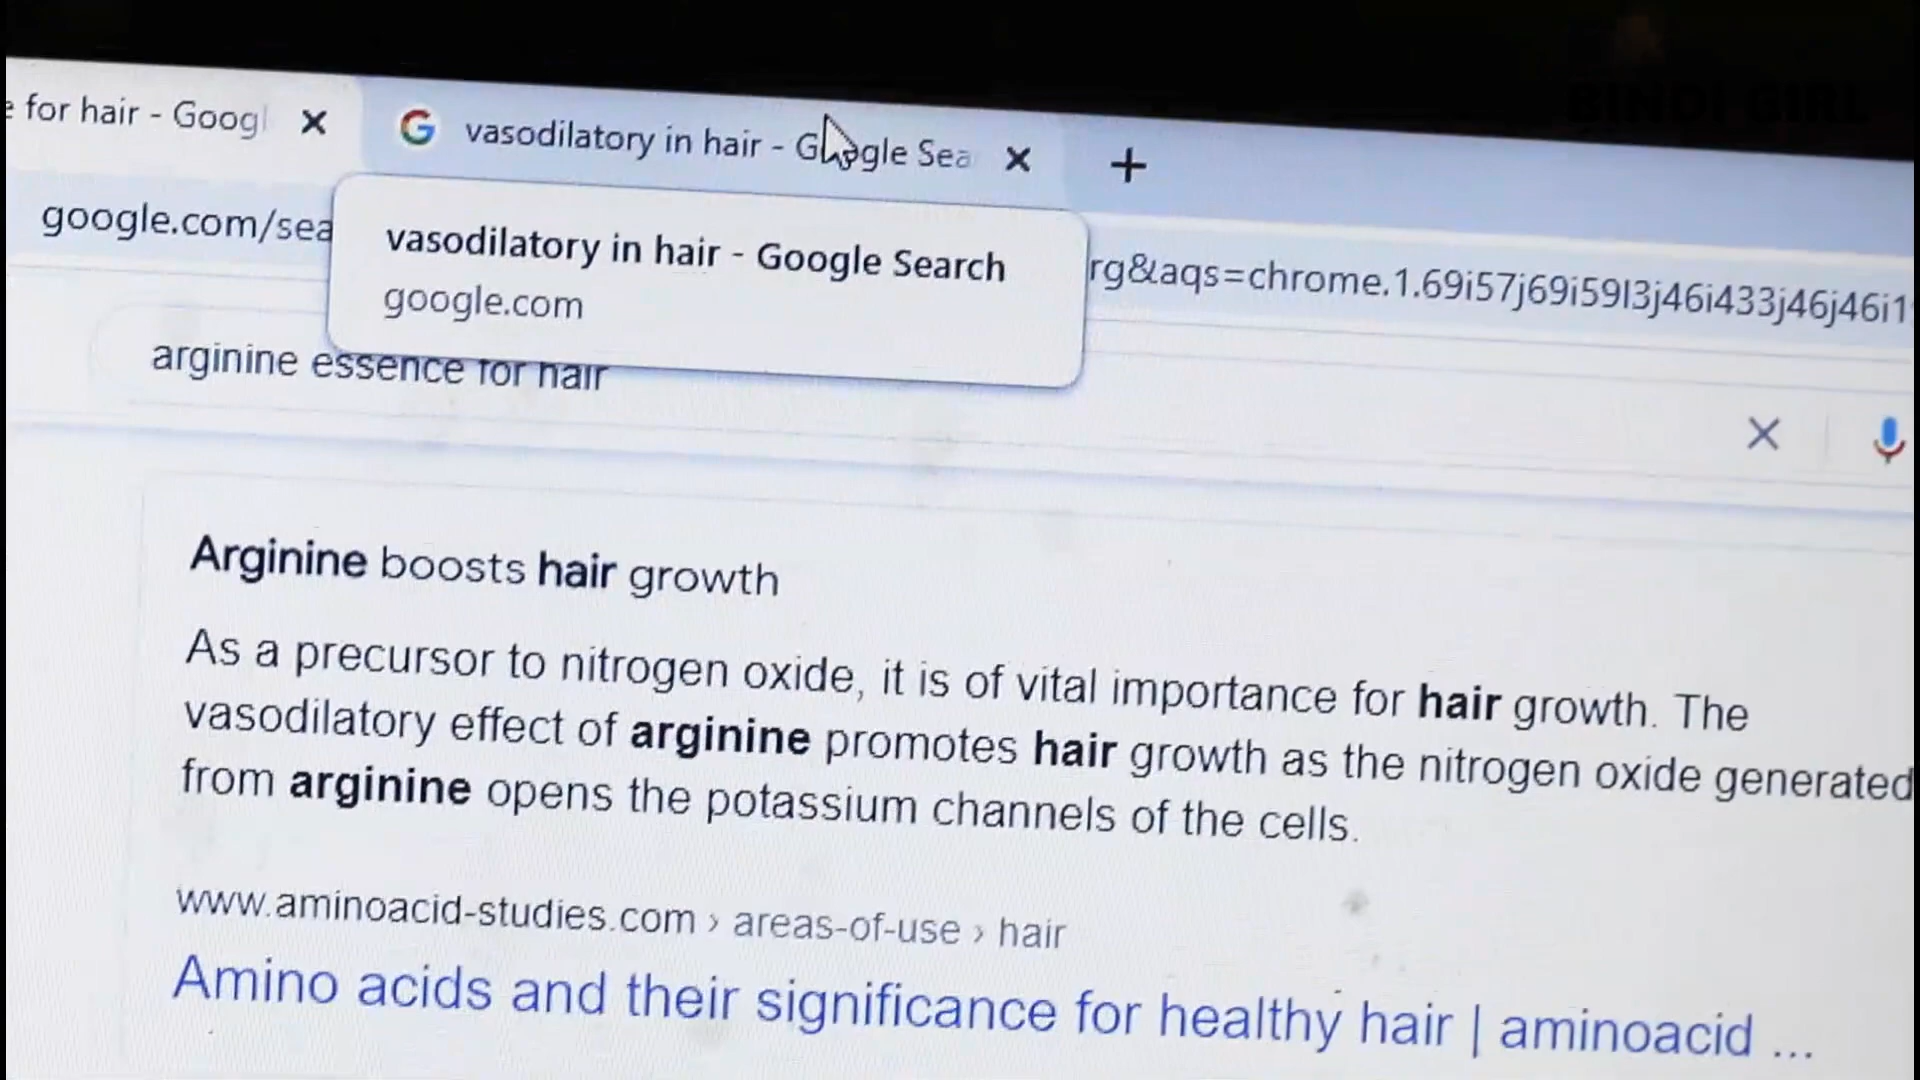 e for hair - Googl
vasodilatory in hair - Google Sea
BINDI GIRL
vasodilatory in hair - Google Search
google.com
google.com/sea
rg&aqs=chrome.1.69i57j69i59l3j46i433j46j46i1
arginine essence for hair
Arginine boosts hair growth
As a precursor to nitrogen oxide, it is of vital importance for hair growth. The
vasodilatory effect of arginine promotes hair growth as the nitrogen oxide generated
from arginine opens the potassium channels of the cells.
www.aminoacid-studies.com › areas-of-use › hair
Amino acids and their significance for healthy hair | aminoacid ...